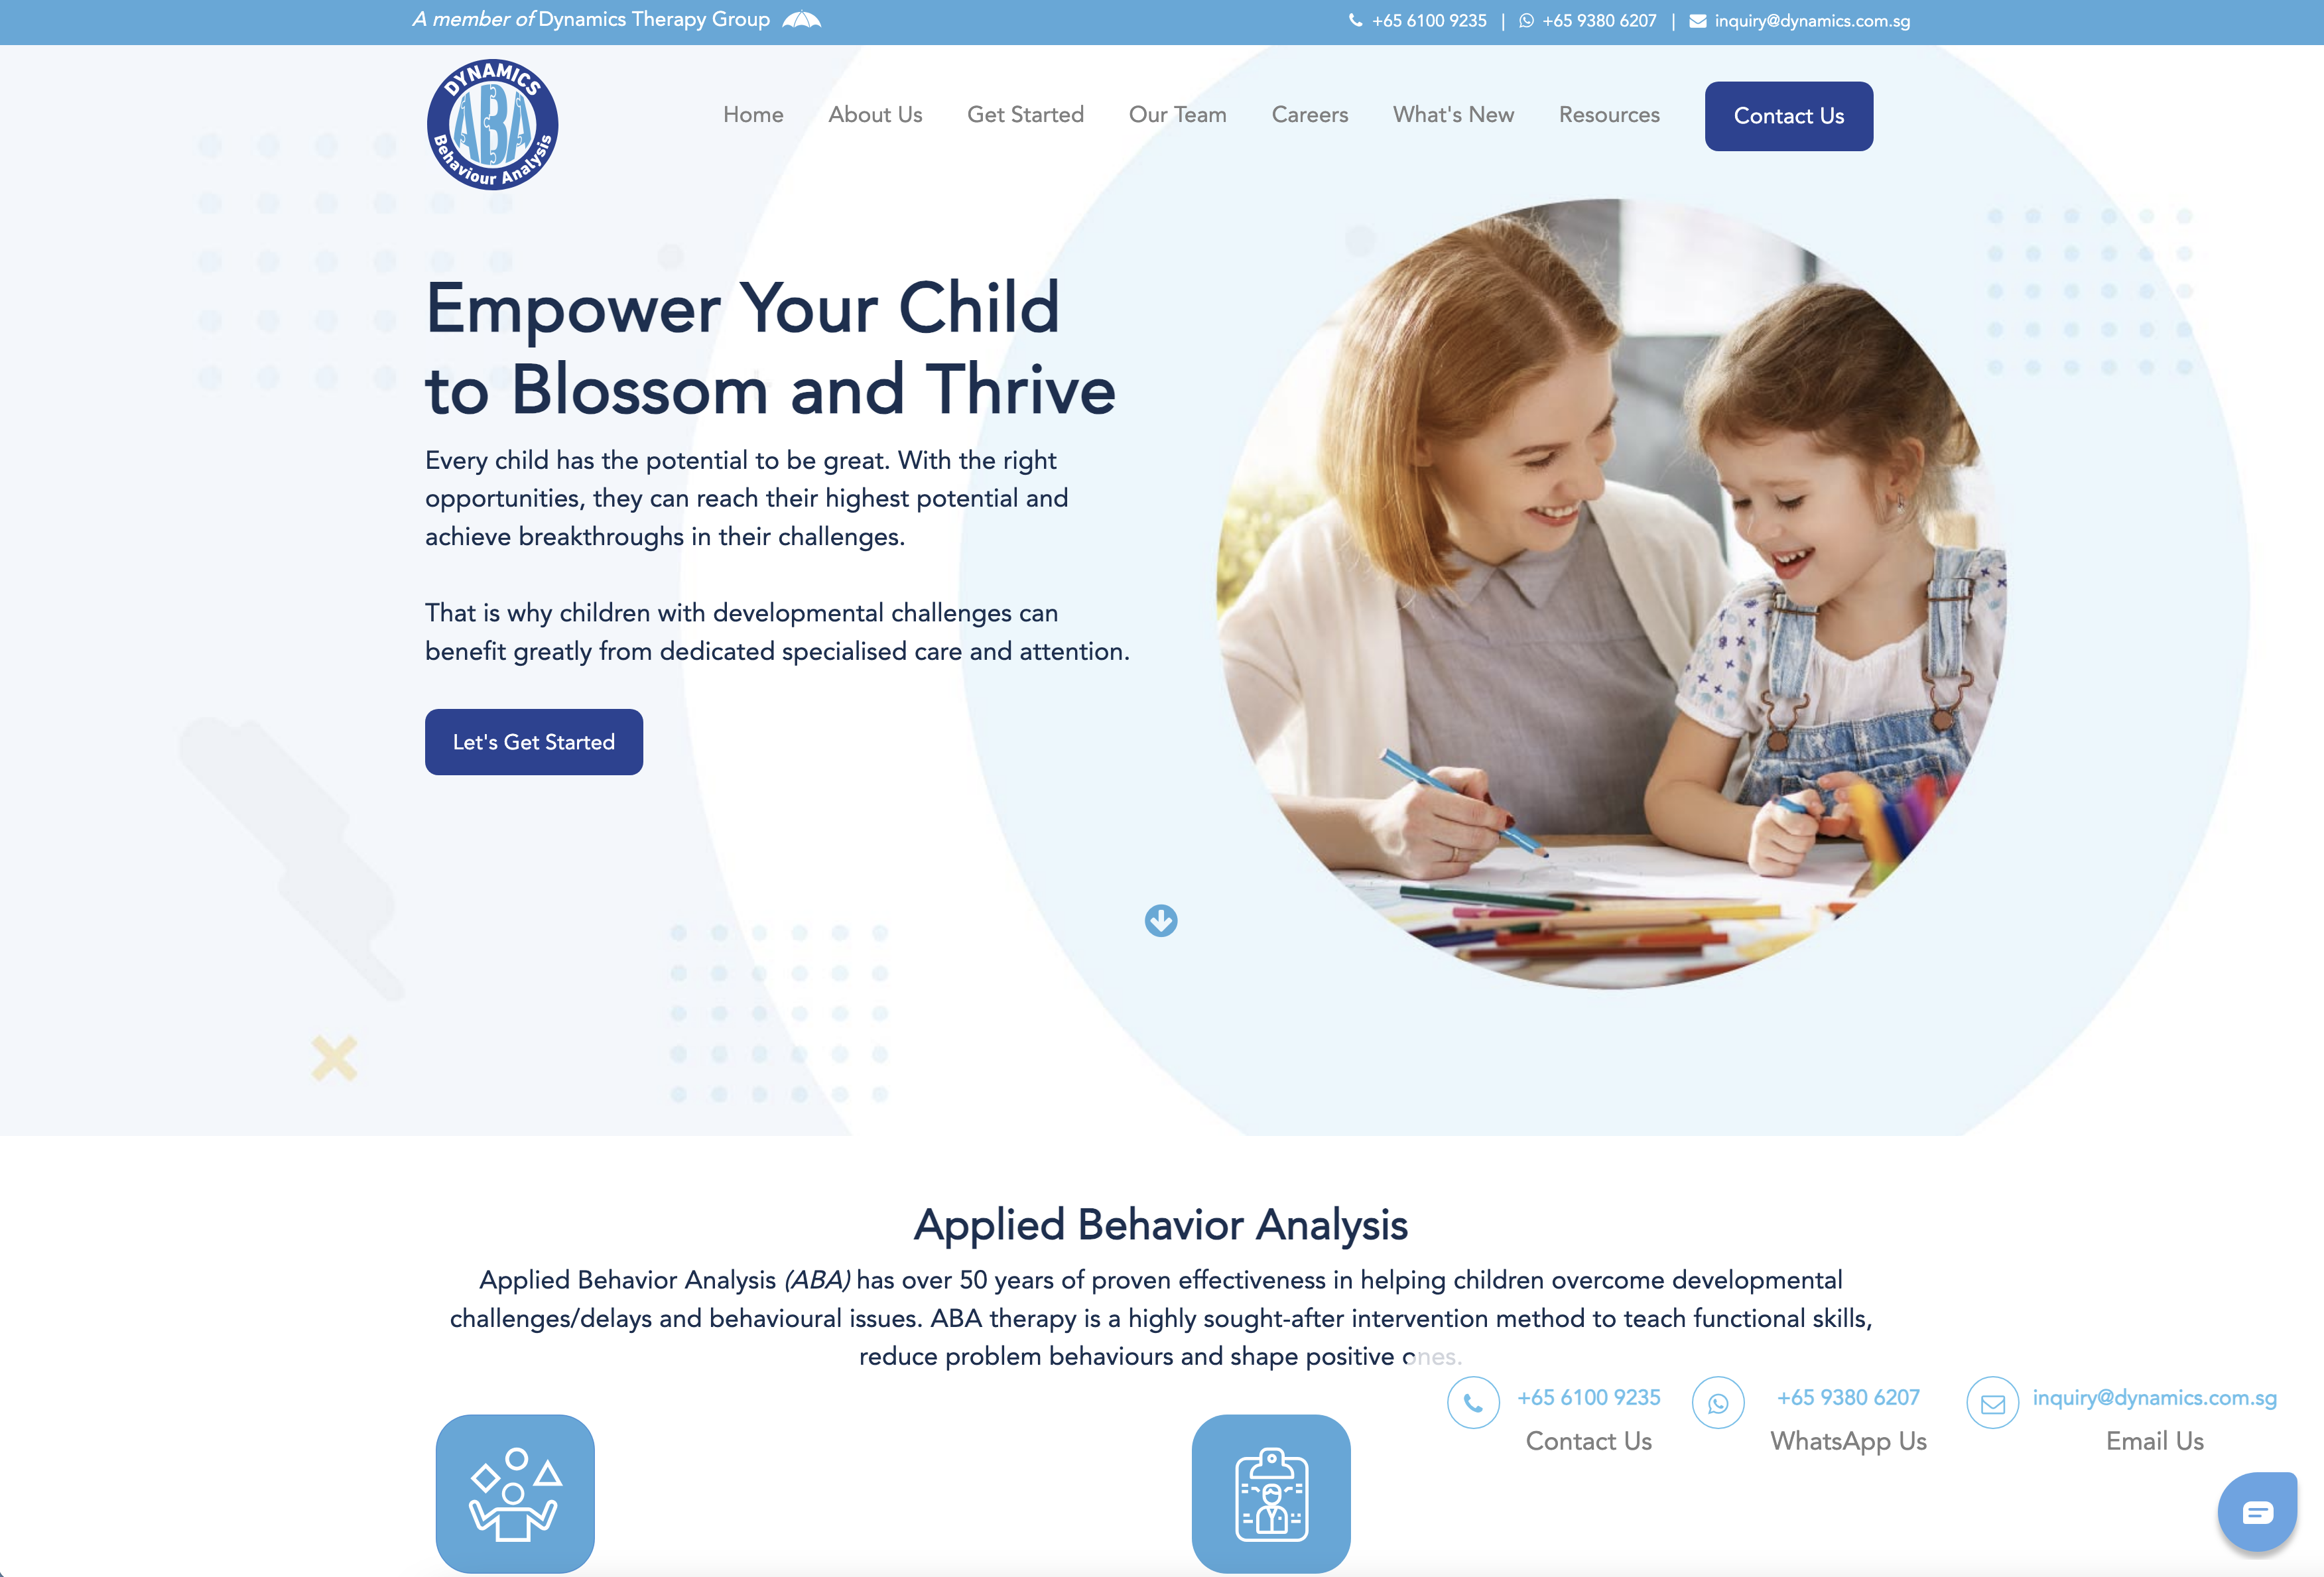 A member of Dynamics Therapy Group
+65 6100 9235 | +65 9380 6207 | inquiry@dynamics.com.sg
DYNAMICS
ABA
Behaviour Analysis
Home
About Us
Get Started
Our Team
Careers
What's New
Resources
Contact Us
Empower Your Child
to Blossom and Thrive
Every child has the potential to be great. With the right
opportunities, they can reach their highest potential and
achieve breakthroughs in their challenges.
That is why children with developmental challenges can
benefit greatly from dedicated specialised care and attention.
Let's Get Started
Applied Behavior Analysis
Applied Behavior Analysis (ABA) has over 50 years of proven effectiveness in helping children overcome developmental
challenges/delays and behavioural issues. ABA therapy is a highly sought-after intervention method to teach functional skills,
reduce problem behaviours and shape positive ones.
+65 6100 9235
Contact Us
+65 9380 6207
WhatsApp Us
inquiry@dynamics.com.sg
Email Us